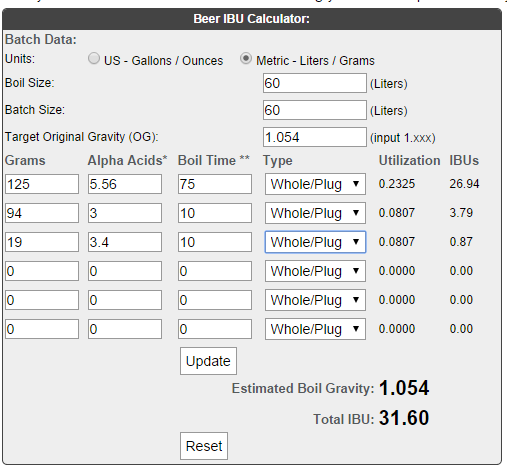 Beer IBU Calculator:
Batch Data:
Units: US - Gallons / Ounces Metric - Liters / Grams
Boil Size: 60 (Liters)
Batch Size: 60 (Liters)
Target Original Gravity (OG): 1.054 (input 1.xxx)
Grams Alpha Acids* Boil Time ** Type Utilization IBUs
125 5.56 75 Whole/Plug 0.2325 26.94
94 3 10 Whole/Plug 0.0807 3.79
19 3.4 10 Whole/Plug 0.0807 0.87
0 0 0 Whole/Plug 0.0000 0.00
0 0 0 Whole/Plug 0.0000 0.00
0 0 0 Whole/Plug 0.0000 0.00
Update
Estimated Boil Gravity: 1.054
Total IBU: 31.60
Reset